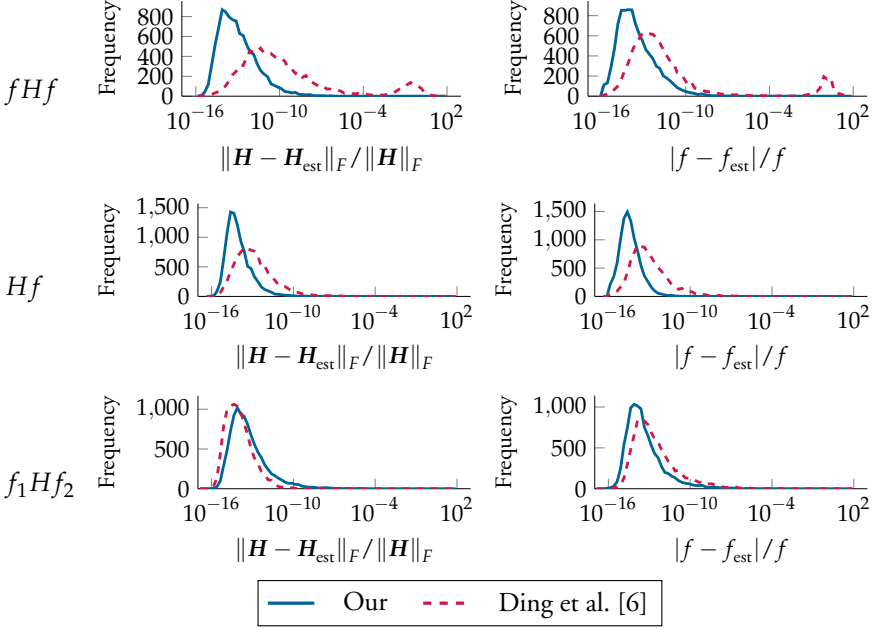 fHf
Frequency
800
600
400
200
0
10^−16 10^−10 10^−4 10^2
‖H − H_est‖_F/‖H‖_F
Frequency
800
600
400
200
0
10^−16 10^−10 10^−4 10^2
|f − f_est|/f
Hf
Frequency
1,500
1,000
500
0
10^−16 10^−10 10^−4 10^2
‖H − H_est‖_F/‖H‖_F
Frequency
1,500
1,000
500
0
10^−16 10^−10 10^−4 10^2
|f − f_est|/f
f_1Hf_2
Frequency
1,000
500
0
10^−16 10^−10 10^−4 10^2
‖H − H_est‖_F/‖H‖_F
Frequency
1,000
500
0
10^−16 10^−10 10^−4 10^2
|f − f_est|/f
Our Ding et al. [6]